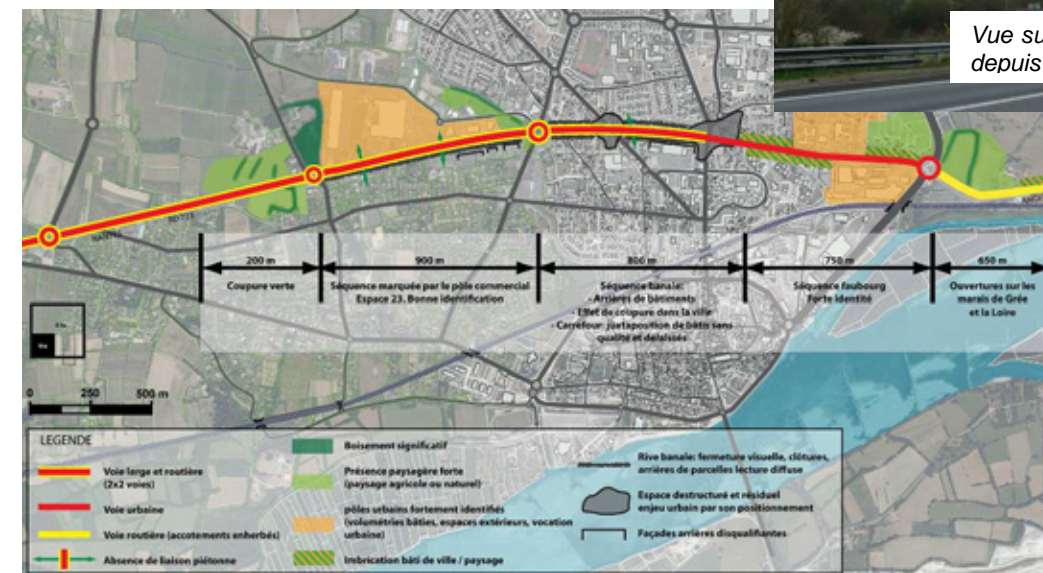 Vue su
depuis
RD723
200 m
Coupure verte
900 m
Séquence marquée par le pôle commercial
Espace 23. Bonne identification
800 m
Séquence banale:
- Arrières de bâtiments
- Effet de coupure dans la ville
- Carrefour: juxtaposition de bâtis sans
qualité et délaissés
750 m
Séquence faubourg
Forte identité
650 m
Ouvertures sur les
marais de Grée
et la Loire
0 250 500 m
LEGENDE
Voie large et routière
(2x2 voies)
Voie urbaine
Voie routière (accotements enherbés)
Absence de liaison piétonne
Boisement significatif
Présence paysagère forte
(paysage agricole ou naturel)
pôles urbains fortement identifiés
(volumétries bâties, espaces extérieurs, vocation
urbaine)
Imbrication bâti de ville / paysage
Rive banale: fermeture visuelle, clôtures,
arrières de parcelles lecture diffuse
Espace destructuré et résiduel
enjeu urbain par son positionnement
Façades arrières disqualifiantes